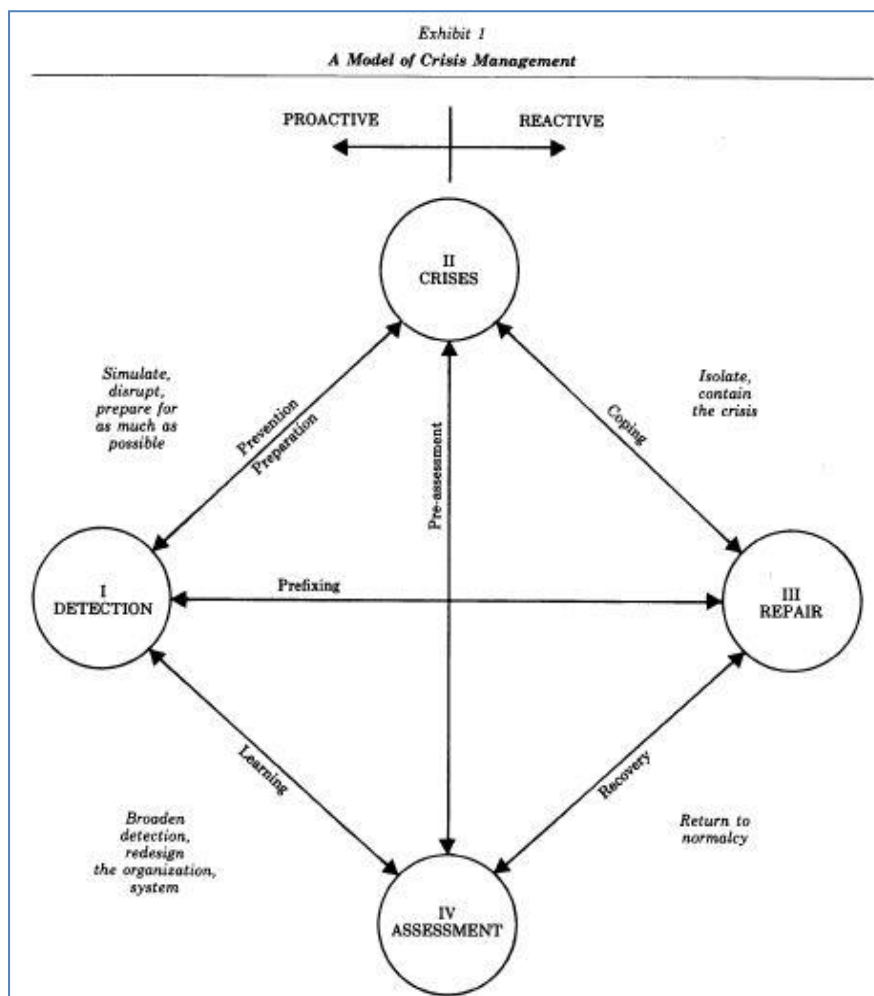 Exhibit 1
A Model of Crisis Management
PROACTIVE
REACTIVE
II
CRISES
Simulate,
disrupt,
prepare for
as much as
possible
Prevention
Preparation
Pre-assessment
Coping
Isolate,
contain
the crisis
I
DETECTION
Prefixing
III
REPAIR
Learning
Recovery
Broaden
detection,
redesign
the organization,
system
Return to
normalcy
IV
ASSESSMENT